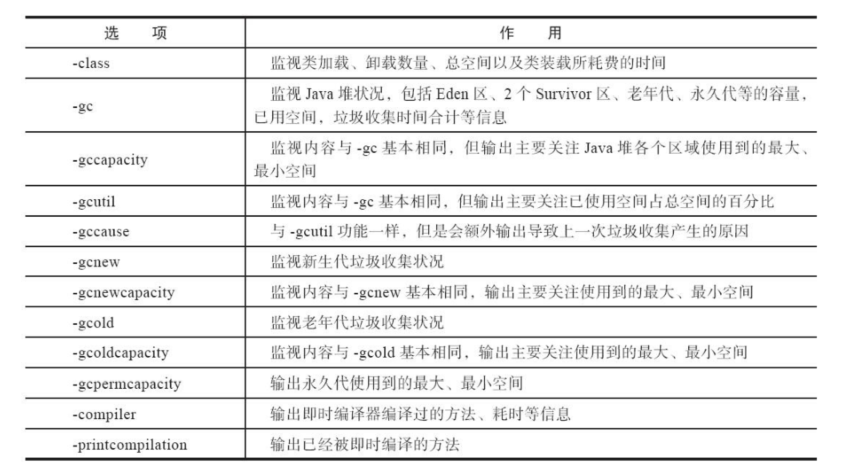 选 项 作 用
-class 监视类加载、卸载数量、总空间以及类装载所耗费的时间
-gc 监视 Java 堆状况，包括 Eden 区、2 个 Survivor 区、老年代、永久代等的容量，
已用空间，垃圾收集时间合计等信息
-gccapacity 监视内容与 -gc 基本相同，但输出主要关注 Java 堆各个区域使用到的最大、
最小空间
-gcutil 监视内容与 -gc 基本相同，但输出主要关注已使用空间占总空间的百分比
-gccause 与 -gcutil 功能一样，但是会额外输出导致上一次垃圾收集产生的原因
-gcnew 监视新生代垃圾收集状况
-gcnewcapacity 监视内容与 -gcnew 基本相同，输出主要关注使用到的最大、最小空间
-gcold 监视老年代垃圾收集状况
-gcoldcapacity 监视内容与 -gcold 基本相同，输出主要关注使用到的最大、最小空间
-gcpermcapacity 输出永久代使用到的最大、最小空间
-compiler 输出即时编译器编译过的方法、耗时等信息
-printcompilation 输出已经被即时编译的方法